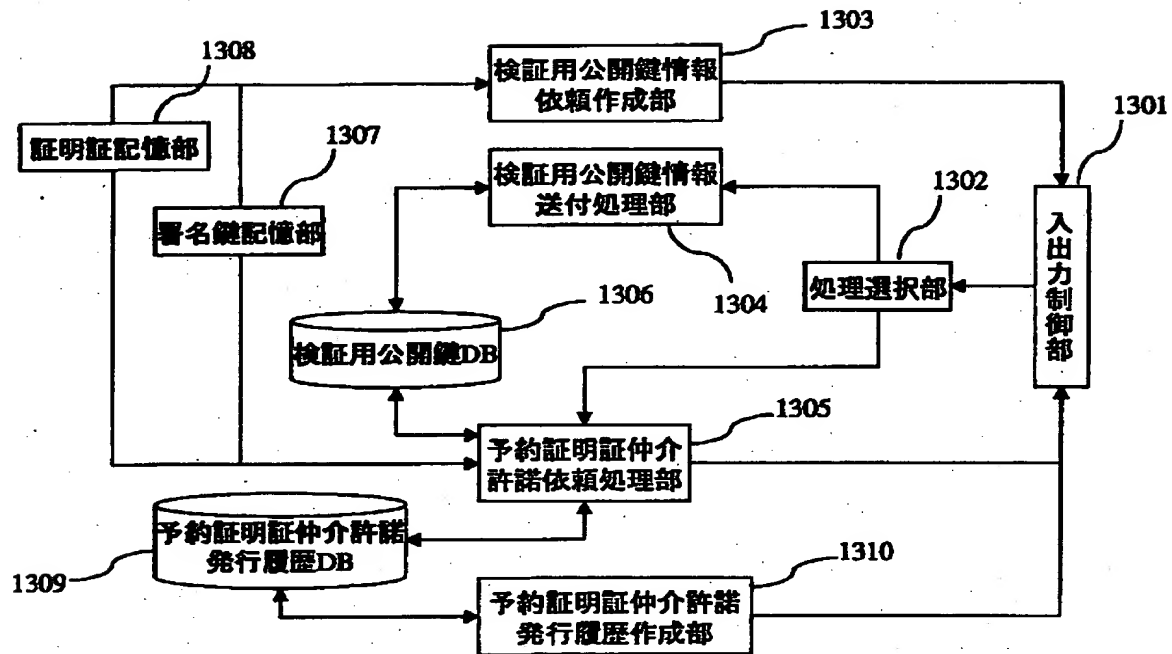 1303
1308
検証用公開鍵情報
依頼作成部
1301
証明証記憶部
1307
検証用公開鍵情報
送付処理部
1302
署名鍵記憶部
入出力制御部
処理選択部
1304
1306
検証用公開鍵DB
1305
予約証明証仲介
許諾依頼処理部
予約証明証仲介許諾
発行履歴DB
1309
1310
予約証明証仲介許諾
発行履歴作成部